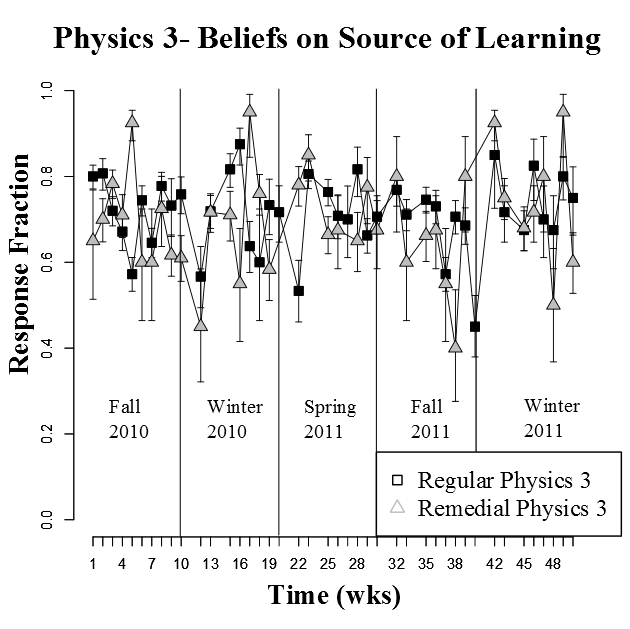 Physics 3- Beliefs on Source of Learning
Response Fraction
1.0
0.8
0.6
0.4
0.2
0.0
Fall
2010
Winter
2010
Spring
2011
Fall
2011
Winter
2011
Regular Physics 3
Remedial Physics 3
1 4 7 10 13 16 19 22 25 28 32 35 38 42 45 48
Time (wks)